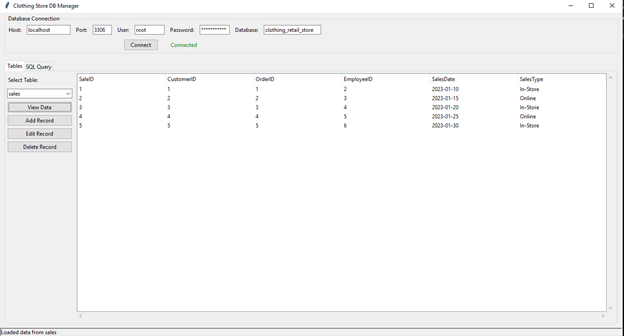 Clothing Store DB Manager
Database Connection
Host: localhost Port: 3306 User: root Password: *********** Database: clothing_retail_store
Connect Connected
Tables SQL Query
Select Table:
sales
View Data
Add Record
Edit Record
Delete Record
SaleID CustomerID OrderID EmployeeID SalesDate SalesType
1 1 1 2 2023-01-10 In-Store
2 2 2 3 2023-01-15 Online
3 3 3 4 2023-01-20 In-Store
4 4 4 5 2023-01-25 Online
5 5 5 6 2023-01-30 In-Store
Loaded data from sales